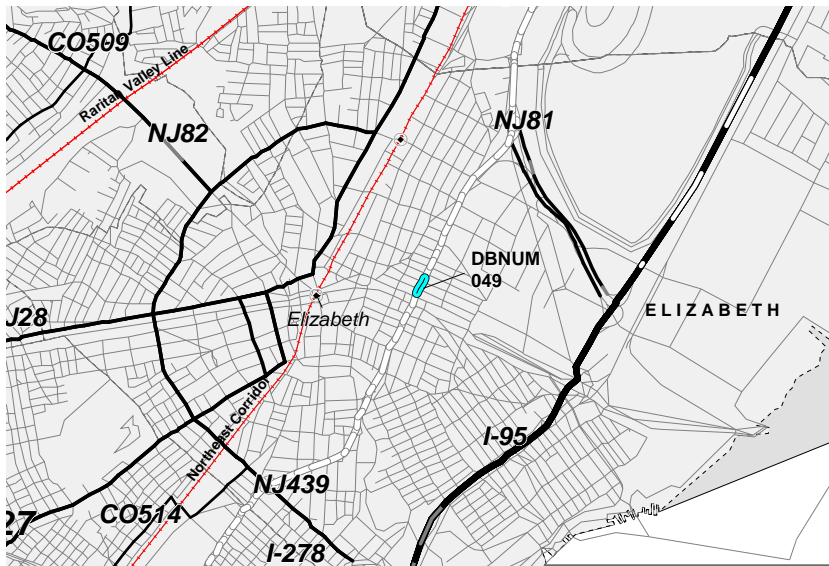 CO509
Raritan Valley Line
NJ82
NJ81
DBNUM
049
ELIZABETH
J28
Elizabeth
Northeast Corridor
I-95
NJ439
CO514
27
I-278